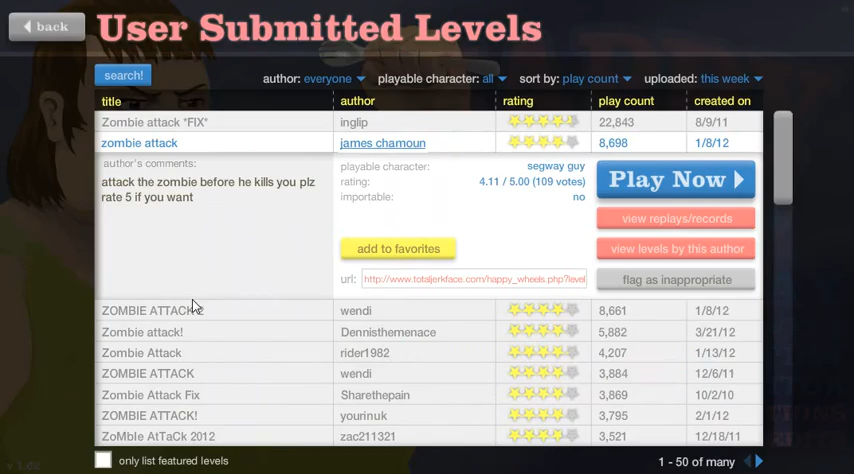 back
User Submitted Levels
search!
author: everyone playable character: all sort by: play count uploaded: this week
title author rating play count created on
Zombie attack *FIX* inglip 22,843 8/9/11
zombie attack james chamoun 8,698 1/8/12
author's comments:
attack the zombie before he kills you plz
rate 5 if you want
playable character: segway guy
rating: 4.11 / 5.00 (109 votes)
importable: no
Play Now
view replays/records
add to favorites
view levels by this author
url: http://www.totaljerkface.com/happy_wheels.php?level
flag as inappropriate
ZOMBIE ATTACK 2 wendi 8,661 1/8/12
Zombie attack! Dennisthemenace 5,882 3/21/12
Zombie Attack rider1982 4,207 1/13/12
ZOMBIE ATTACK wendi 3,884 12/6/11
Zombie Attack Fix Sharethepain 3,869 10/2/10
ZOMBIE ATTACK! yourinuk 3,795 2/1/12
ZoMbIe AtTaCk 2012 zac211321 3,521 12/18/11
only list featured levels 1 - 50 of many